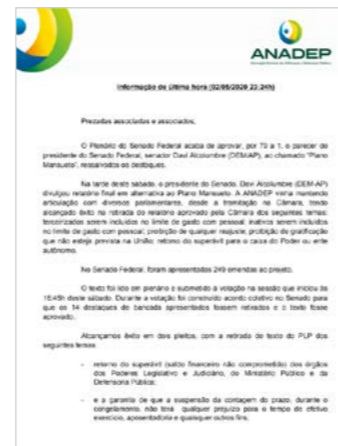 ANADEP
Informação de última hora (02/05/2020 23:24h)
Prezadas associadas e associados,
O Plenário do Senado Federal acaba de aprovar, por 79 a 1, o parecer do
presidente do Senado Federal, senador Davi Alcolumbre (DEM/AP), ao chamado "Plano
Mansueto", ressalvados os destaques.
Na tarde deste sábado, o presidente do Senado, Davi Alcolumbre (DEM-AP)
divulgou relatório final em alternativa ao Plano Mansueto. A ANADEP vinha mantendo
articulação com diversos parlamentares, desde a tramitação na Câmara, tendo
alcançado êxito na retirada do relatório aprovado pela Câmara dos seguintes temas:
terceirizados serem incluídos no limite de gasto com pessoal; inativos serem incluídos
no limite de gasto com pessoal; proibição de qualquer reajuste; proibição de gratificação
que não esteja prevista na União; retorno do superávit para o caixa do Poder ou ente
autônomo.
No Senado Federal, foram apresentadas 249 emendas ao projeto.
O texto foi lido em plenário e submetido a votação na sessão que iniciou às
16:45h deste sábado. Durante a votação foi construído acordo coletivo no Senado para
que os 14 destaques de bancada apresentados fossem retirados e o texto fosse
aprovado.
Alcançamos êxito em dois pleitos, com a retirada do texto do PLP dos
seguintes temas:
- retorno do superávit (saldo financeiro não comprometido) dos órgãos
dos Poderes Legislativo e Judiciário, do Ministério Público e da
Defensoria Pública;
- e a garantia de que a suspensão da contagem do prazo, durante o
congelamento, não terá qualquer prejuízo para o tempo de efetivo
exercício, aposentadoria e quaisquer outros fins.